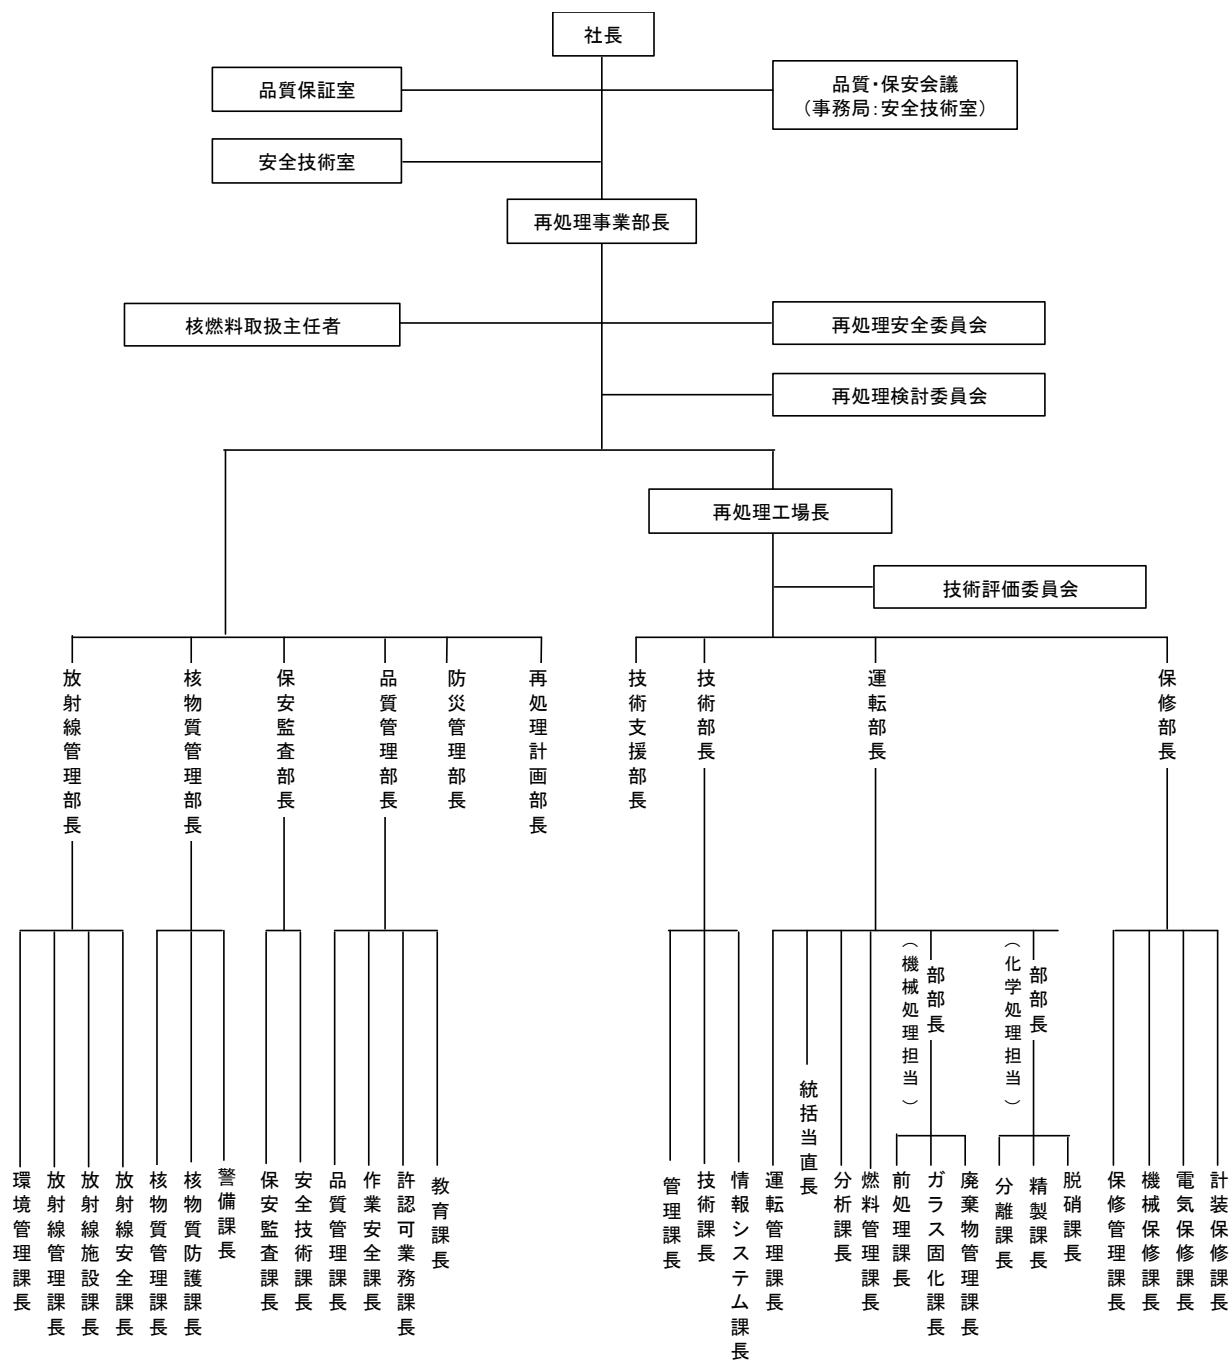 社長
品質保証室
品質・保安会議
（事務局：安全技術室）
安全技術室
再処理事業部長
核燃料取扱主任者
再処理安全委員会
再処理検討委員会
再処理工場長
技術評価委員会
放射線管理部長
核物質管理部長
保安監査部長
品質管理部長
防災管理部長
再処理計画部長
技術支援部長
技術部長
運転部長
保修部長
環境管理課長
放射線管理課長
放射線施設課長
放射線安全課長
核物質管理課長
核物質防護課長
警備課長
保安監査課長
安全技術課長
品質管理課長
作業安全課長
許認可業務課長
教育課長
管理課長
技術課長
情報システム課長
運転管理課長
統括当直長
分析課長
燃料管理課長
部部長
（機械処理担当）
前処理課長
ガラス固化課長
廃棄物管理課長
部部長
（化学処理担当）
分離課長
精製課長
脱硝課長
保修管理課長
機械保修課長
電気保修課長
計装保修課長